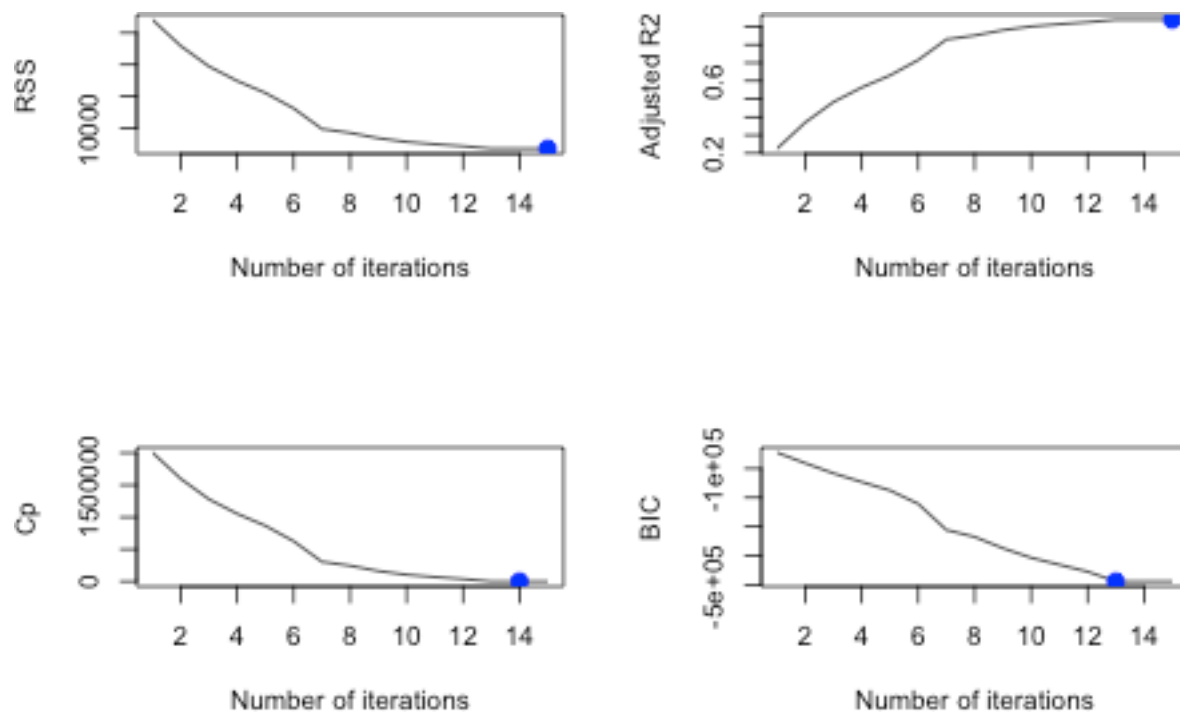 RSS
10000
2 4 6 8 10 12 14
Number of iterations
Adjusted R2
0.6
0.2
2 4 6 8 10 12 14
Number of iterations
Cp
1500000
0
2 4 6 8 10 12 14
Number of iterations
BIC
-1e+05
-5e+05
2 4 6 8 10 12 14
Number of iterations